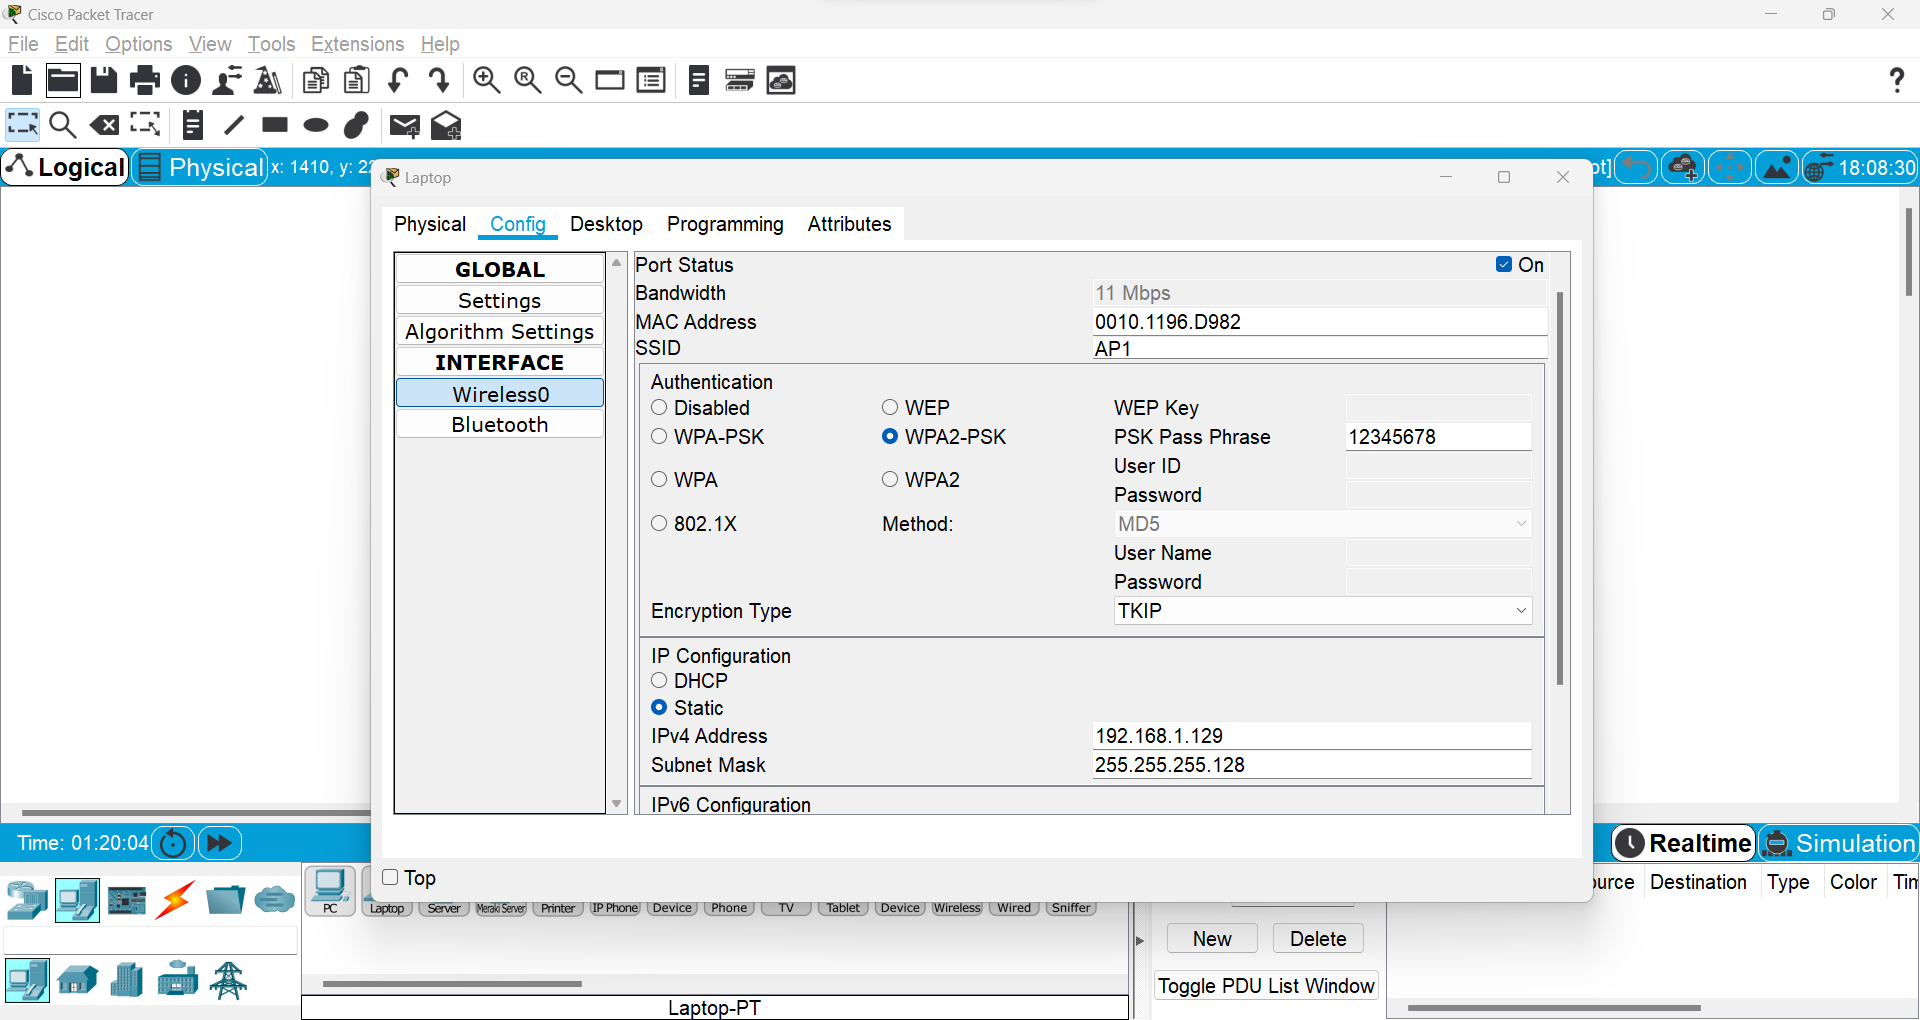 Cisco Packet Tracer
File Edit Options View Tools Extensions Help
Logical Physical x: 1410, y: 18:08:30
Laptop
Physical Config Desktop Programming Attributes
GLOBAL
Settings
Algorithm Settings
INTERFACE
Wireless0
Bluetooth
Port Status On
Bandwidth 11 Mbps
MAC Address 0010.1196.D982
SSID AP1
Authentication
Disabled WEP WEP Key
WPA-PSK WPA2-PSK PSK Pass Phrase 12345678
User ID
WPA WPA2
Password
802.1X Method: MD5
User Name
Password
Encryption Type TKIP
IP Configuration
DHCP
Static
IPv4 Address 192.168.1.129
Subnet Mask 255.255.255.128
IPv6 Configuration
Top
Time: 01:20:04 Realtime Simulation
PC Laptop Server Meraki Server Printer IP Phone Device Phone TV Tablet Device Wireless Wired Sniffer
Destination Type Color
New Delete
Toggle PDU List Window
Laptop-PT